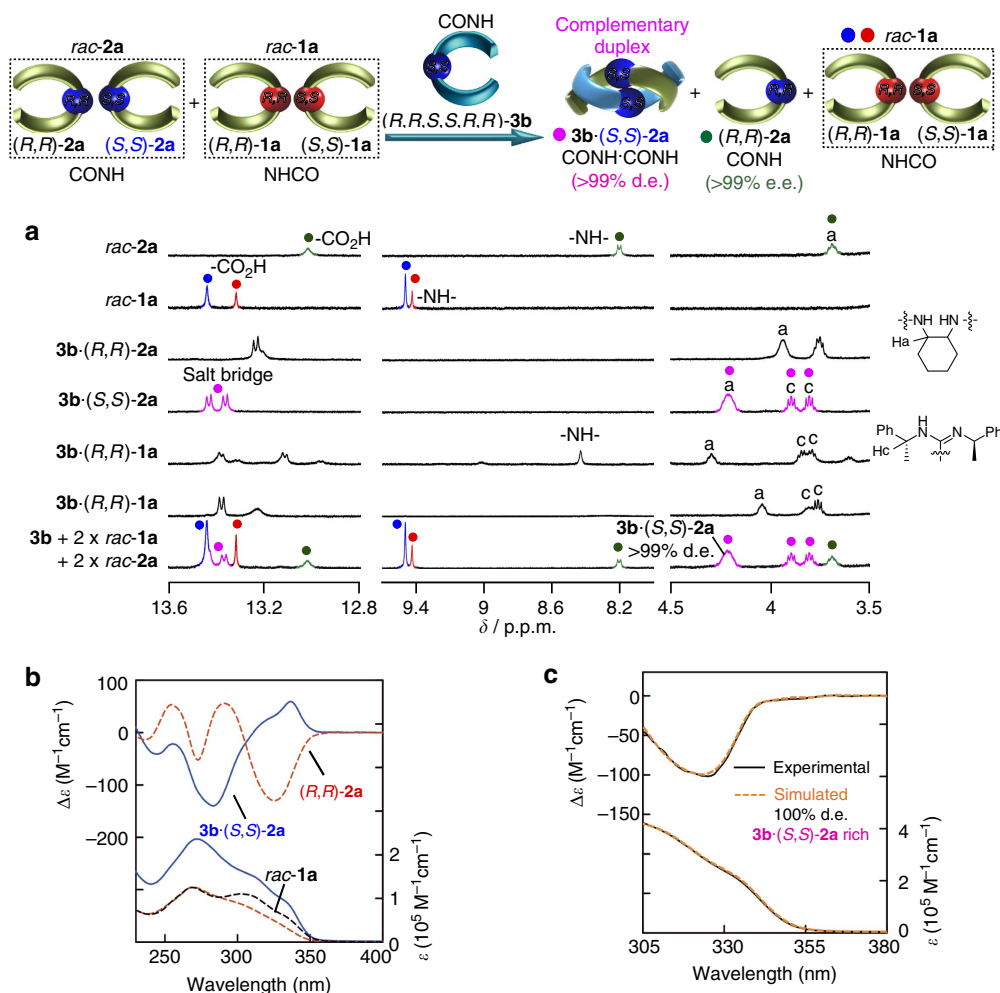 CONH
Complementary
duplex
rac-2a
rac-1a
rac-1a
S,S
R,R S,S
R,R S,S
S,S
S,S
R,R
R,R S,S
+
+
+
(R,R,S,S,R,R)-3b
(R,R)-2a (S,S)-2a
(R,R)-1a (S,S)-1a
3b·(S,S)-2a
(R,R)-2a
(R,R)-1a (S,S)-1a
CONH
NHCO
CONH·CONH
CONH
NHCO
(>99% d.e.)
(>99% e.e.)
a
rac-2a
-CO2H
-NH-
a
rac-1a
-CO2H
-NH-
3b·(R,R)-2a
a
NH HN
Ha
Salt bridge
3b·(S,S)-2a
a c c
3b·(R,R)-1a
-NH-
a c c
Ph H N N Ph
Hc
3b·(R,R)-1a
a c c
3b + 2 x rac-1a
+ 2 x rac-2a
3b·(S,S)-2a
>99% d.e.
13.6 13.2 12.8
9.4 9 8.6 8.2
4.5 4 3.5
δ / p.p.m.
b
100
0
−100
−200
Δε (M−1cm−1)
(R,R)-2a
3b·(S,S)-2a
rac-1a
2
1
0
ε (10⁵ M−1cm−1)
250 300 350 400
Wavelength (nm)
c
0
−50
−100
−150
Δε (M−1cm−1)
Experimental
Simulated
100% d.e.
3b·(S,S)-2a rich
4
2
0
ε (10⁵ M−1cm−1)
305 330 355 380
Wavelength (nm)